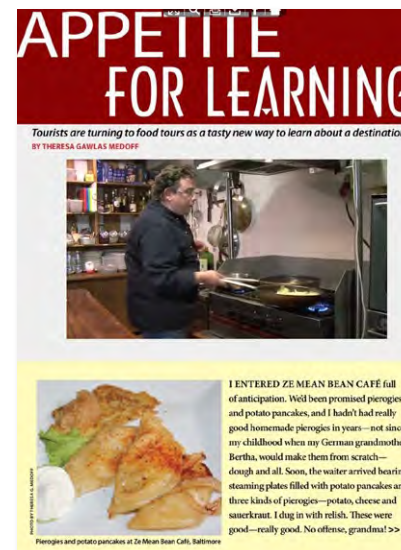 APPETITE
FOR LEARNING
Tourists are turning to food tours as a tasty new way to learn about a destination
BY THERESA GAWLAS MEDOFF
I ENTERED ZE MEAN BEAN CAFÉ full
of anticipation. We'd been promised pierogies
and potato pancakes, and I hadn't had really
good homemade pierogies in years—not since
my childhood when my German grandmother
Bertha, would make them from scratch—
dough and all. Soon, the waiter arrived bearing
steaming plates filled with potato pancakes and
three kinds of pierogies—potato, cheese and
sauerkraut. I dug in with relish. These were
good—really good. No offense, grandma! >>
PHOTO BY THERESA G. MEDOFF
Pierogies and potato pancakes at Ze Mean Bean Café, Baltimore